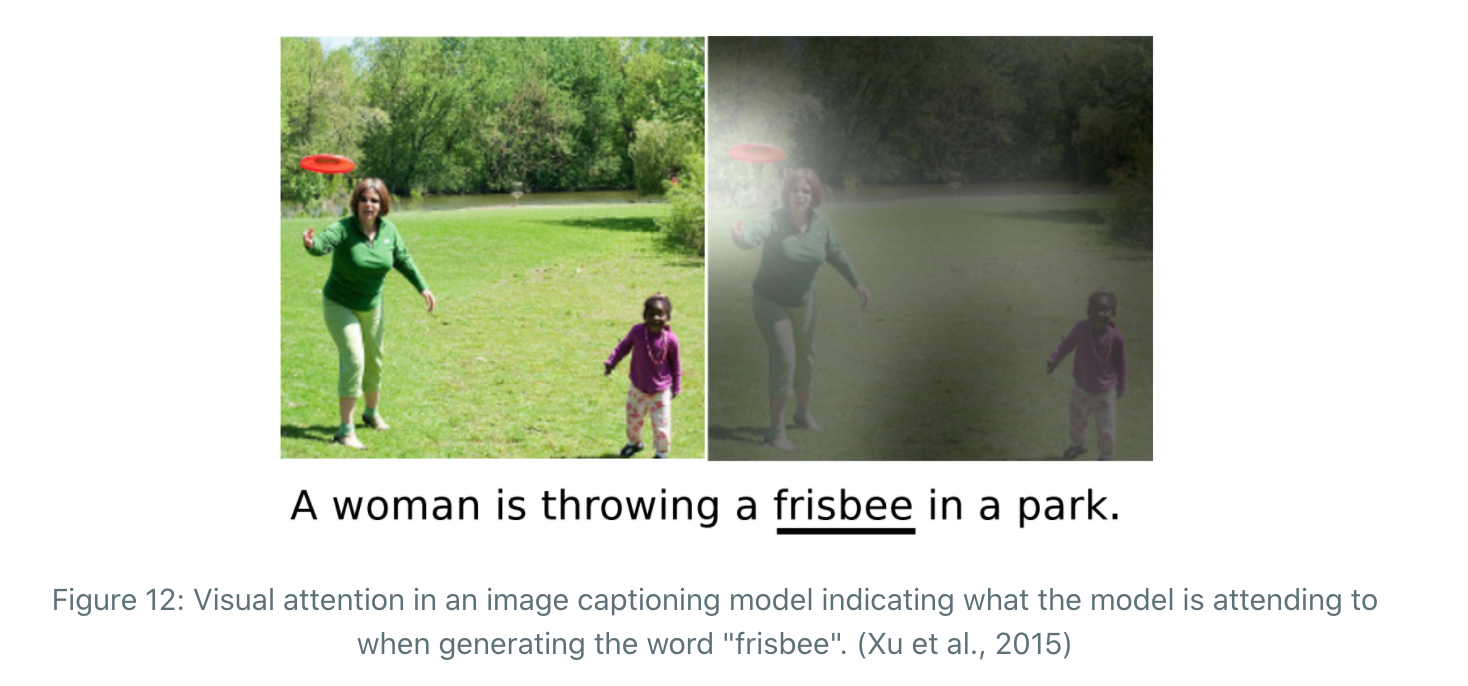 A woman is throwing a frisbee in a park.
Figure 12: Visual attention in an image captioning model indicating what the model is attending to
when generating the word "frisbee". (Xu et al., 2015)